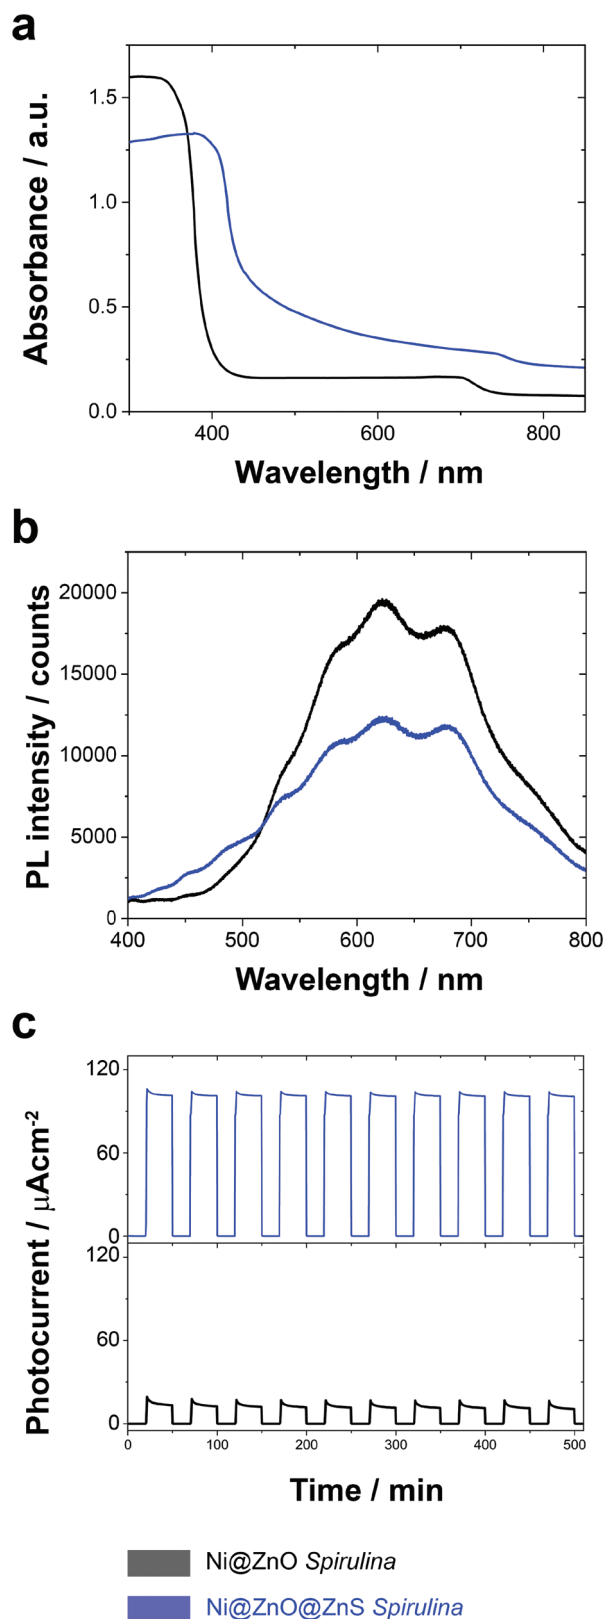 a
1.5
1.0
0.5
0.0
Absorbance / a.u.
400 600 800
Wavelength / nm
b
20000
15000
10000
5000
0
PL intensity / counts
400 500 600 700 800
Wavelength / nm
c
120
60
0
120
60
0
Photocurrent / μAcm⁻²
0 100 200 300 400 500
Time / min
Ni@ZnO Spirulina
Ni@ZnO@ZnS Spirulina